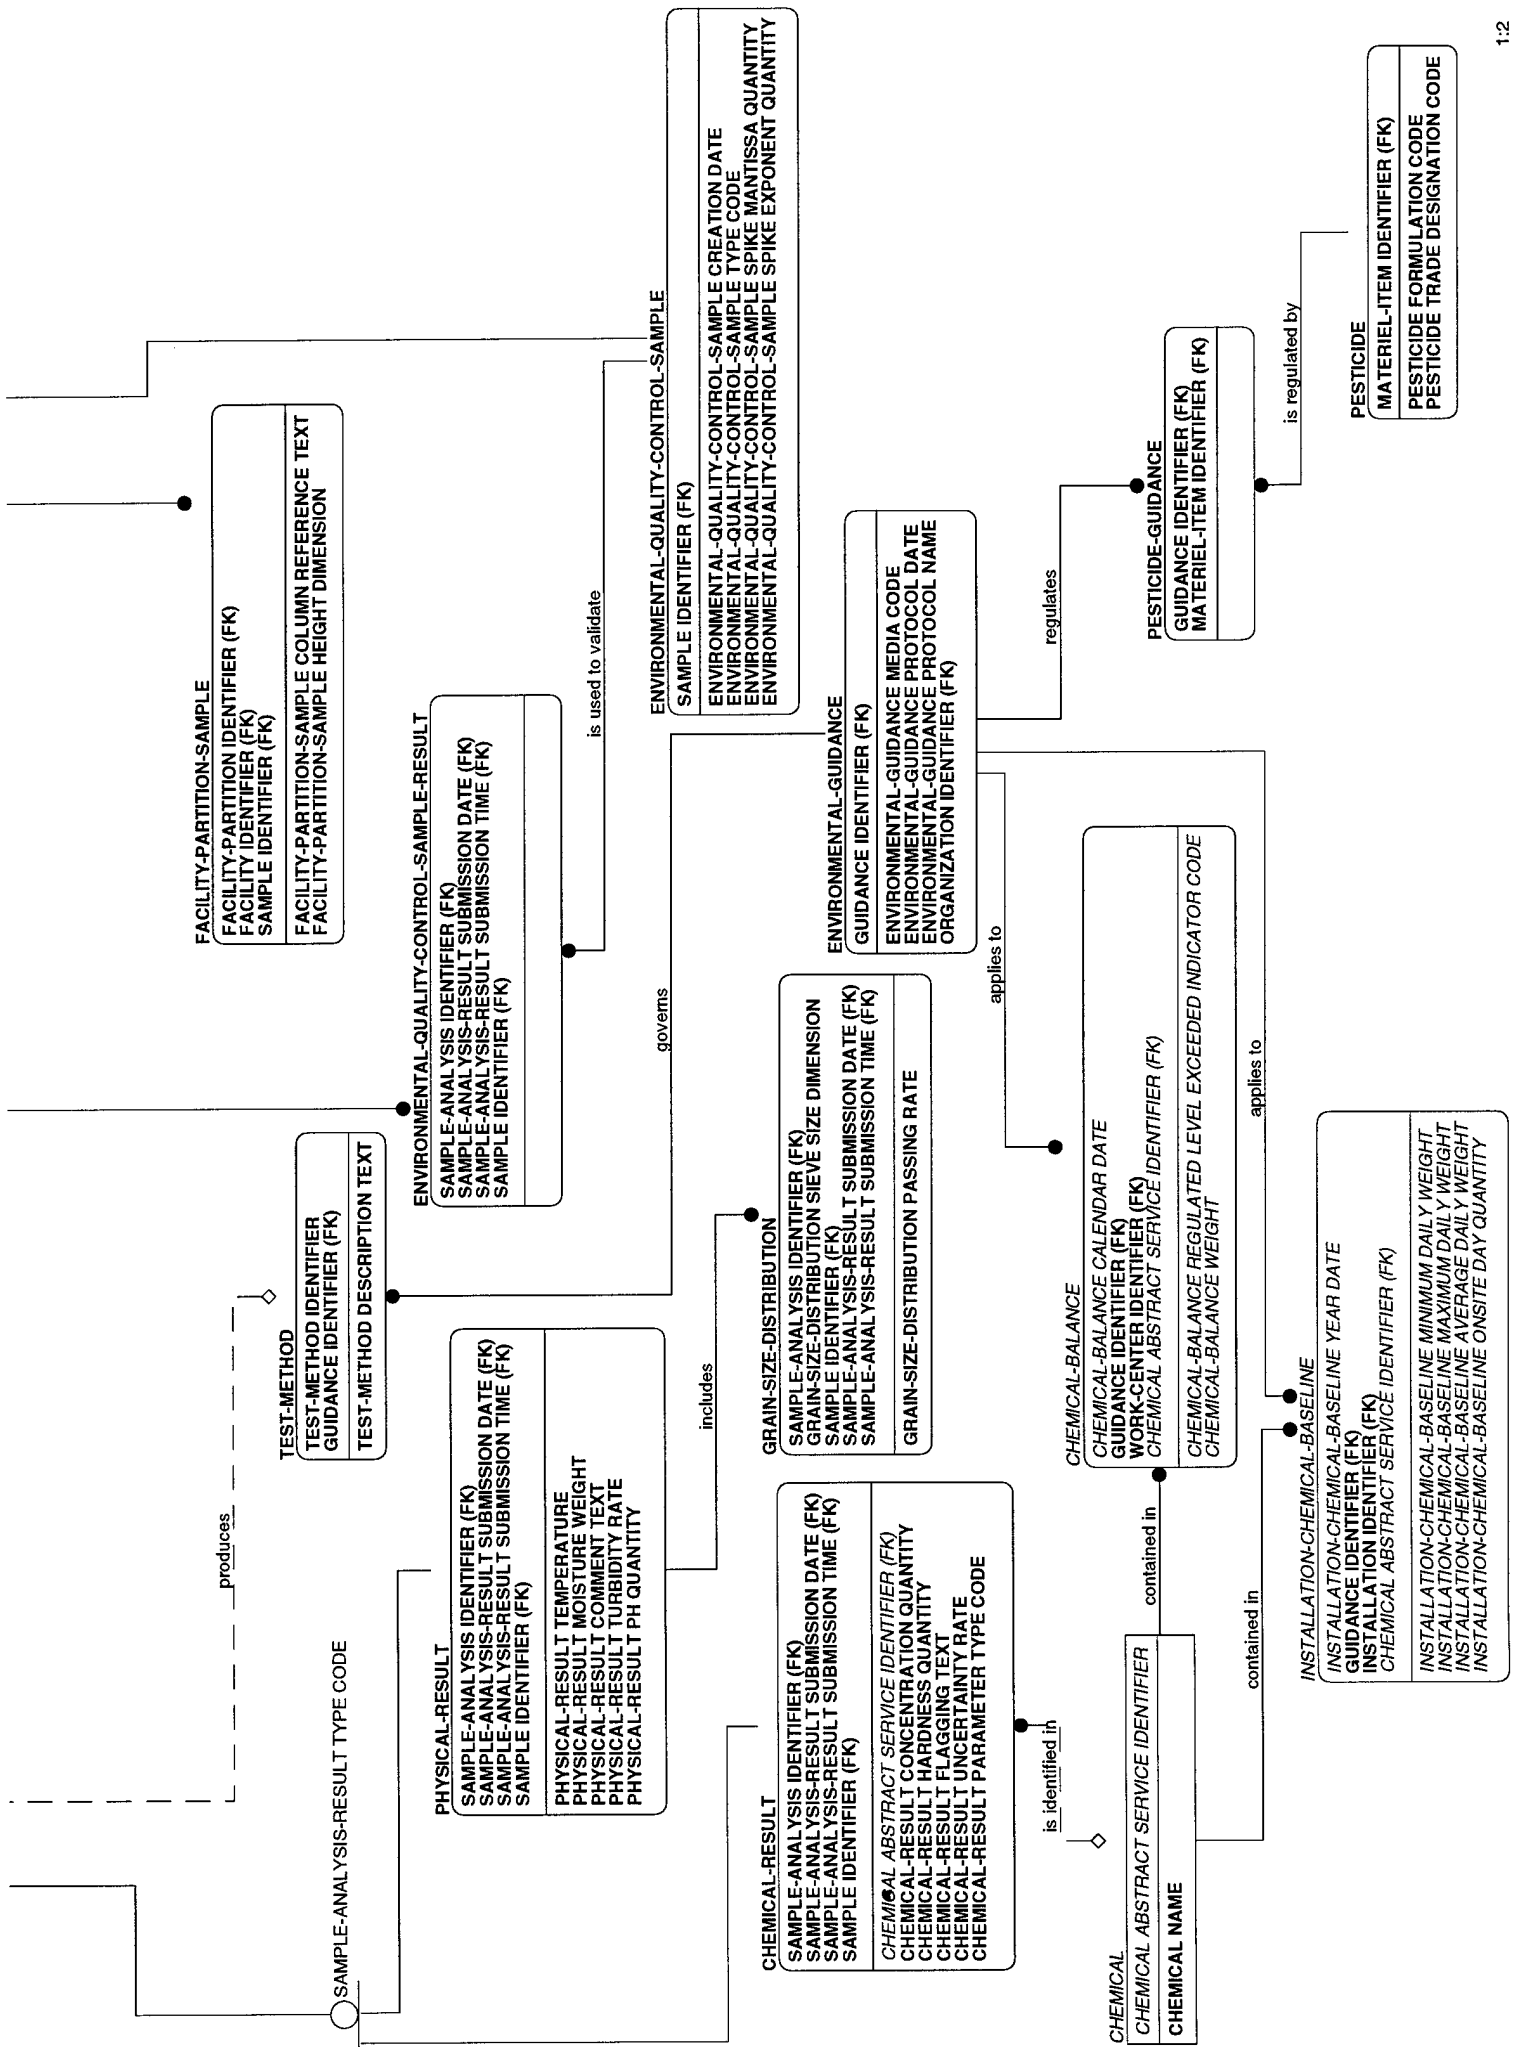 1:2
FACILITY-PARTITION-SAMPLE
FACILITY-PARTITION IDENTIFIER (FK)
FACILITY IDENTIFIER (FK)
SAMPLE IDENTIFIER (FK)
FACILITY-PARTITION-SAMPLE COLUMN REFERENCE TEXT
FACILITY-PARTITION-SAMPLE HEIGHT DIMENSION
produces
TEST-METHOD
TEST-METHOD IDENTIFIER
GUIDANCE IDENTIFIER (FK)
TEST-METHOD DESCRIPTION TEXT
SAMPLE-ANALYSIS-RESULT TYPE CODE
ENVIRONMENTAL-QUALITY-CONTROL-SAMPLE-RESULT
SAMPLE-ANALYSIS IDENTIFIER (FK)
SAMPLE-ANALYSIS-RESULT SUBMISSION DATE (FK)
SAMPLE-ANALYSIS-RESULT SUBMISSION TIME (FK)
SAMPLE IDENTIFIER (FK)
PHYSICAL-RESULT
SAMPLE-ANALYSIS IDENTIFIER (FK)
SAMPLE-ANALYSIS-RESULT SUBMISSION DATE (FK)
SAMPLE-ANALYSIS-RESULT SUBMISSION TIME (FK)
SAMPLE IDENTIFIER (FK)
PHYSICAL-RESULT TEMPERATURE
PHYSICAL-RESULT MOISTURE WEIGHT
PHYSICAL-RESULT COMMENT TEXT
PHYSICAL-RESULT TURBIDITY RATE
PHYSICAL-RESULT PH QUANTITY
is used to validate
ENVIRONMENTAL-QUALITY-CONTROL-SAMPLE
SAMPLE IDENTIFIER (FK)
ENVIRONMENTAL-QUALITY-CONTROL-SAMPLE CREATION DATE
ENVIRONMENTAL-QUALITY-CONTROL-SAMPLE TYPE CODE
ENVIRONMENTAL-QUALITY-CONTROL-SAMPLE SPIKE MANTISSA QUANTITY
ENVIRONMENTAL-QUALITY-CONTROL-SAMPLE SPIKE EXPONENT QUANTITY
governs
includes
CHEMICAL-RESULT
SAMPLE-ANALYSIS IDENTIFIER (FK)
SAMPLE-ANALYSIS-RESULT SUBMISSION DATE (FK)
SAMPLE-ANALYSIS-RESULT SUBMISSION TIME (FK)
SAMPLE IDENTIFIER (FK)
CHEMICAL ABSTRACT SERVICE IDENTIFIER (FK)
CHEMICAL-RESULT CONCENTRATION QUANTITY
CHEMICAL-RESULT HARDNESS QUANTITY
CHEMICAL-RESULT FLAGGING TEXT
CHEMICAL-RESULT UNCERTAINTY RATE
CHEMICAL-RESULT PARAMETER TYPE CODE
GRAIN-SIZE-DISTRIBUTION
SAMPLE-ANALYSIS IDENTIFIER (FK)
GRAIN-SIZE-DISTRIBUTION SIEVE SIZE DIMENSION
SAMPLE IDENTIFIER (FK)
SAMPLE-ANALYSIS-RESULT SUBMISSION DATE (FK)
SAMPLE-ANALYSIS-RESULT SUBMISSION TIME (FK)
GRAIN-SIZE-DISTRIBUTION PASSING RATE
ENVIRONMENTAL-GUIDANCE
GUIDANCE IDENTIFIER (FK)
ENVIRONMENTAL-GUIDANCE MEDIA CODE
ENVIRONMENTAL-GUIDANCE PROTOCOL DATE
ENVIRONMENTAL-GUIDANCE PROTOCOL NAME
ORGANIZATION IDENTIFIER (FK)
is identified in
applies to
regulates
CHEMICAL
CHEMICAL ABSTRACT SERVICE IDENTIFIER
CHEMICAL NAME
contained in
CHEMICAL-BALANCE
CHEMICAL-BALANCE CALENDAR DATE
GUIDANCE IDENTIFIER (FK)
WORK-CENTER IDENTIFIER (FK)
CHEMICAL ABSTRACT SERVICE IDENTIFIER (FK)
CHEMICAL-BALANCE REGULATED LEVEL EXCEEDED INDICATOR CODE
CHEMICAL-BALANCE WEIGHT
PESTICIDE-GUIDANCE
GUIDANCE IDENTIFIER (FK)
MATERIEL-ITEM IDENTIFIER (FK)
contained in
applies to
is regulated by
INSTALLATION-CHEMICAL-BASELINE
INSTALLATION-CHEMICAL-BASELINE YEAR DATE
GUIDANCE IDENTIFIER (FK)
INSTALLATION IDENTIFIER (FK)
CHEMICAL ABSTRACT SERVICE IDENTIFIER (FK)
INSTALLATION-CHEMICAL-BASELINE MINIMUM DAILY WEIGHT
INSTALLATION-CHEMICAL-BASELINE MAXIMUM DAILY WEIGHT
INSTALLATION-CHEMICAL-BASELINE AVERAGE DAILY WEIGHT
INSTALLATION-CHEMICAL-BASELINE ONSITE DAY QUANTITY
PESTICIDE
MATERIEL-ITEM IDENTIFIER (FK)
PESTICIDE FORMULATION CODE
PESTICIDE TRADE DESIGNATION CODE